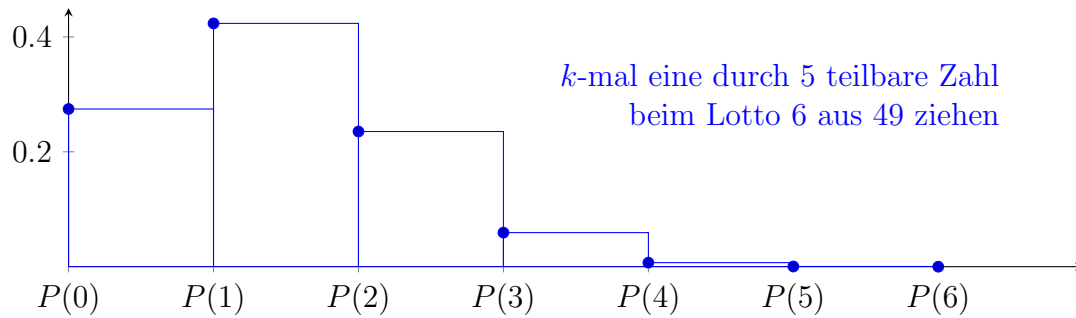 0.4
k-mal eine durch 5 teilbare Zahl
beim Lotto 6 aus 49 ziehen
0.2
P(0) P(1) P(2) P(3) P(4) P(5) P(6)